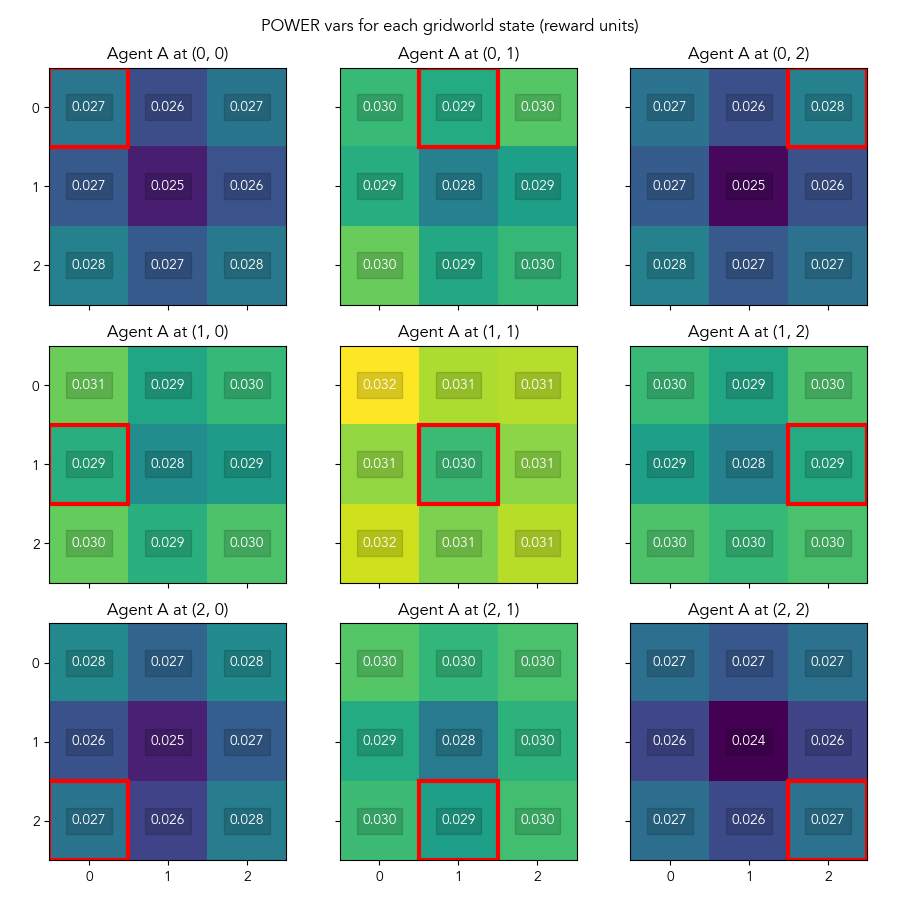 POWER vars for each gridworld state (reward units)
Agent A at (0, 0) Agent A at (0, 1) Agent A at (0, 2)
0 0.027 0.026 0.027 0.030 0.029 0.030 0.027 0.026 0.028
1 0.027 0.025 0.026 0.029 0.028 0.029 0.027 0.025 0.026
2 0.028 0.027 0.028 0.030 0.029 0.030 0.028 0.027 0.027
Agent A at (1, 0) Agent A at (1, 1) Agent A at (1, 2)
0 0.031 0.029 0.030 0.032 0.031 0.031 0.030 0.029 0.030
1 0.029 0.028 0.029 0.031 0.030 0.031 0.029 0.028 0.029
2 0.030 0.029 0.030 0.032 0.031 0.031 0.030 0.030 0.030
Agent A at (2, 0) Agent A at (2, 1) Agent A at (2, 2)
0 0.028 0.027 0.028 0.030 0.030 0.030 0.027 0.027 0.027
1 0.026 0.025 0.027 0.029 0.028 0.030 0.026 0.024 0.026
2 0.027 0.026 0.028 0.030 0.029 0.030 0.027 0.026 0.027
0 1 2 0 1 2 0 1 2